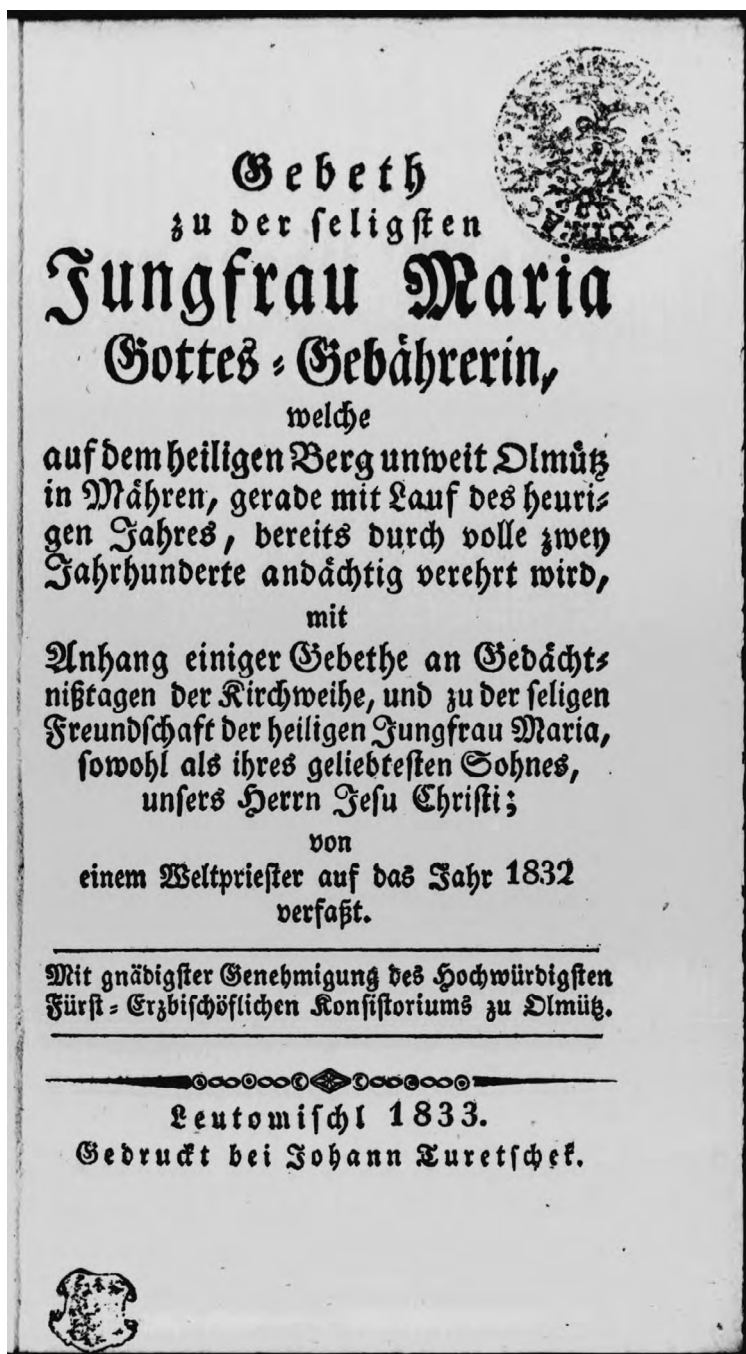 Gebeth
zu der seligsten
Jungfrau Maria
Gottes-Gebährerin,
welche
auf dem heiligen Berg unweit Olmütz
in Mähren, gerade mit Lauf des heuri-
gen Jahres, bereits durch volle zwey
Jahrhunderte andächtig verehrt wird,
mit
Anhang einiger Gebethe an Gedächt-
nißtagen der Kirchweihe, und zu der seligen
Freundschaft der heiligen Jungfrau Maria,
sowohl als ihres geliebtesten Sohnes,
unsers Herrn Jesu Christi;
von
einem Weltpriester auf das Jahr 1832
verfaßt.
Mit gnädigster Genehmigung des Hochwürdigsten
Fürst-Erzbischöflichen Konsistoriums zu Olmütz.
Leutomischl 1833.
Gedruckt bei Johann Turetschek.